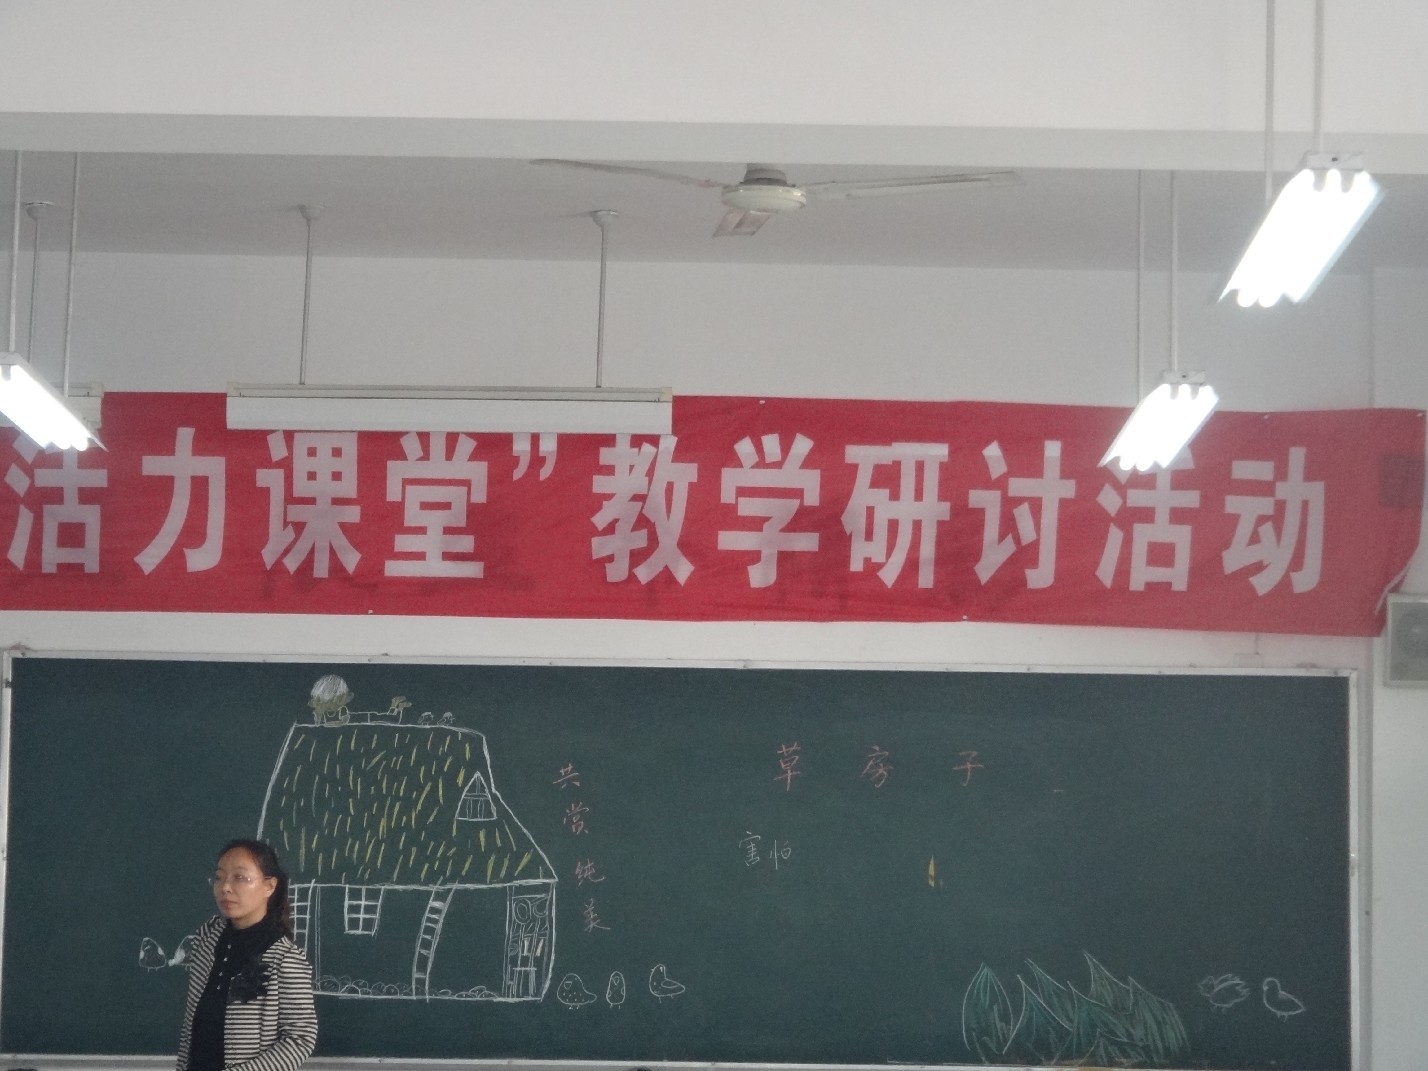 活力课堂”教学研讨活动
草房子
共赏纯美
害怕